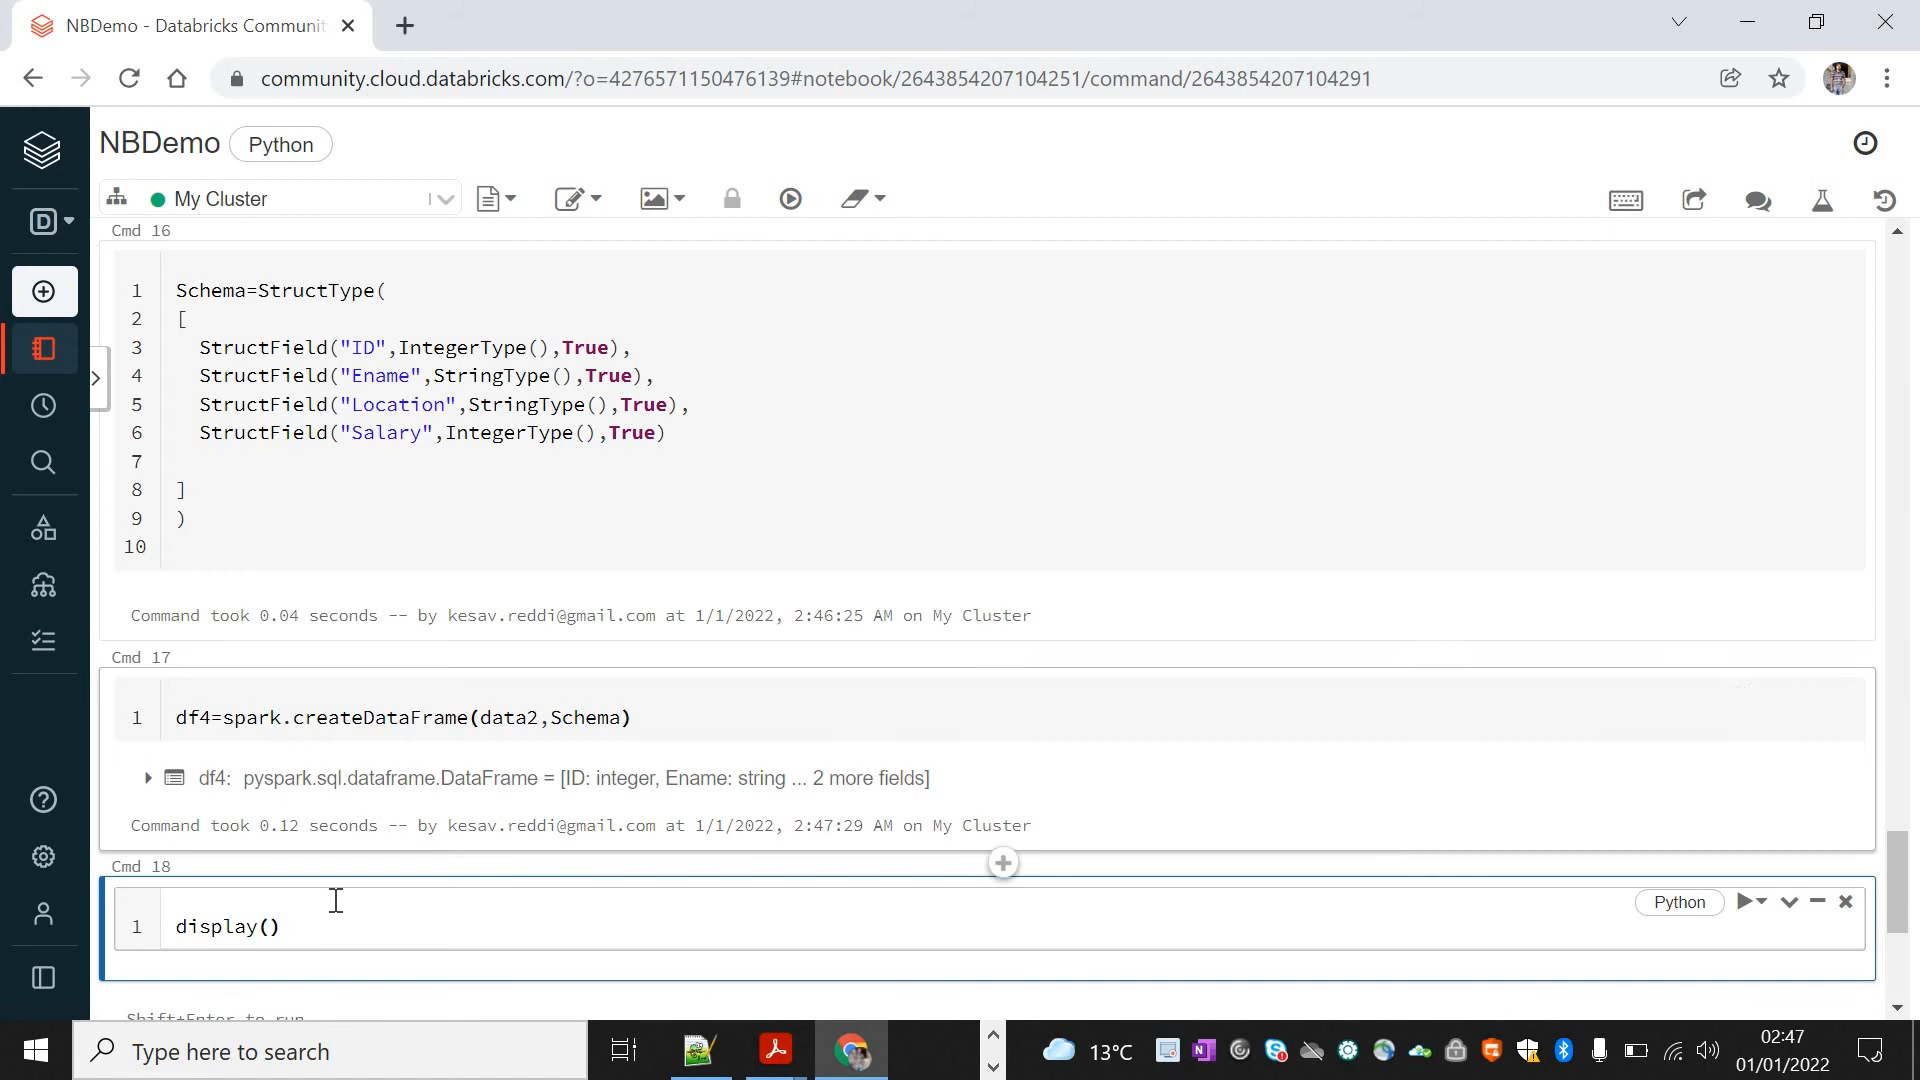 NBDemo - Databricks Communit
community.cloud.databricks.com/?o=4276571150476139#notebook/2643854207104251/command/2643854207104291
NBDemo
Python
My Cluster
D
Cmd 16
1 Schema=StructType(
2 [
3 StructField("ID",IntegerType(),True),
4 StructField("Ename",StringType(),True),
5 StructField("Location",StringType(),True),
6 StructField("Salary",IntegerType(),True)
7
8 ]
9 )
10
Command took 0.04 seconds -- by kesav.reddi@gmail.com at 1/1/2022, 2:46:25 AM on My Cluster
Cmd 17
1 df4=spark.createDataFrame(data2,Schema)
df4: pyspark.sql.dataframe.DataFrame = [ID: integer, Ename: string ... 2 more fields]
Command took 0.12 seconds -- by kesav.reddi@gmail.com at 1/1/2022, 2:47:29 AM on My Cluster
Cmd 18
Python
1 display()
Shift+Enter to run
Type here to search
13°C
02:47
01/01/2022